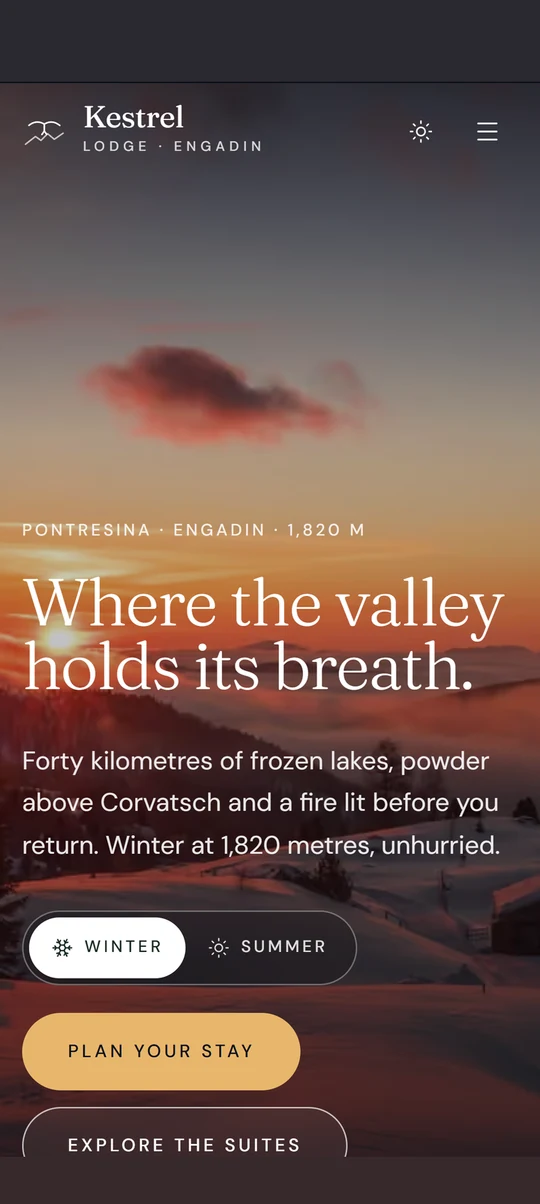 Kestrel
LODGE · ENGADIN
PONTRESINA · ENGADIN · 1,820 M
Where the valley
holds its breath.
Forty kilometres of frozen lakes, powder
above Corvatsch and a fire lit before you
return. Winter at 1,820 metres, unhurried.
WINTER SUMMER
PLAN YOUR STAY
EXPLORE THE SUITES